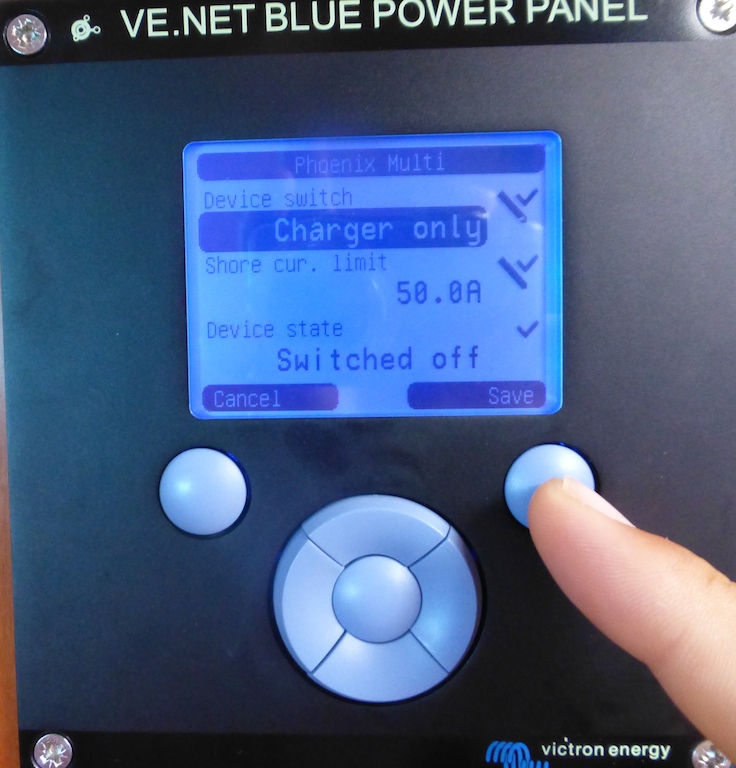 VE.NET BLUE POWER PANEL
Phoenix Multi
Device switch
Charger only
Shore cur. limit
50.0A
Device state
Switched off
Cancel Save
victron energy